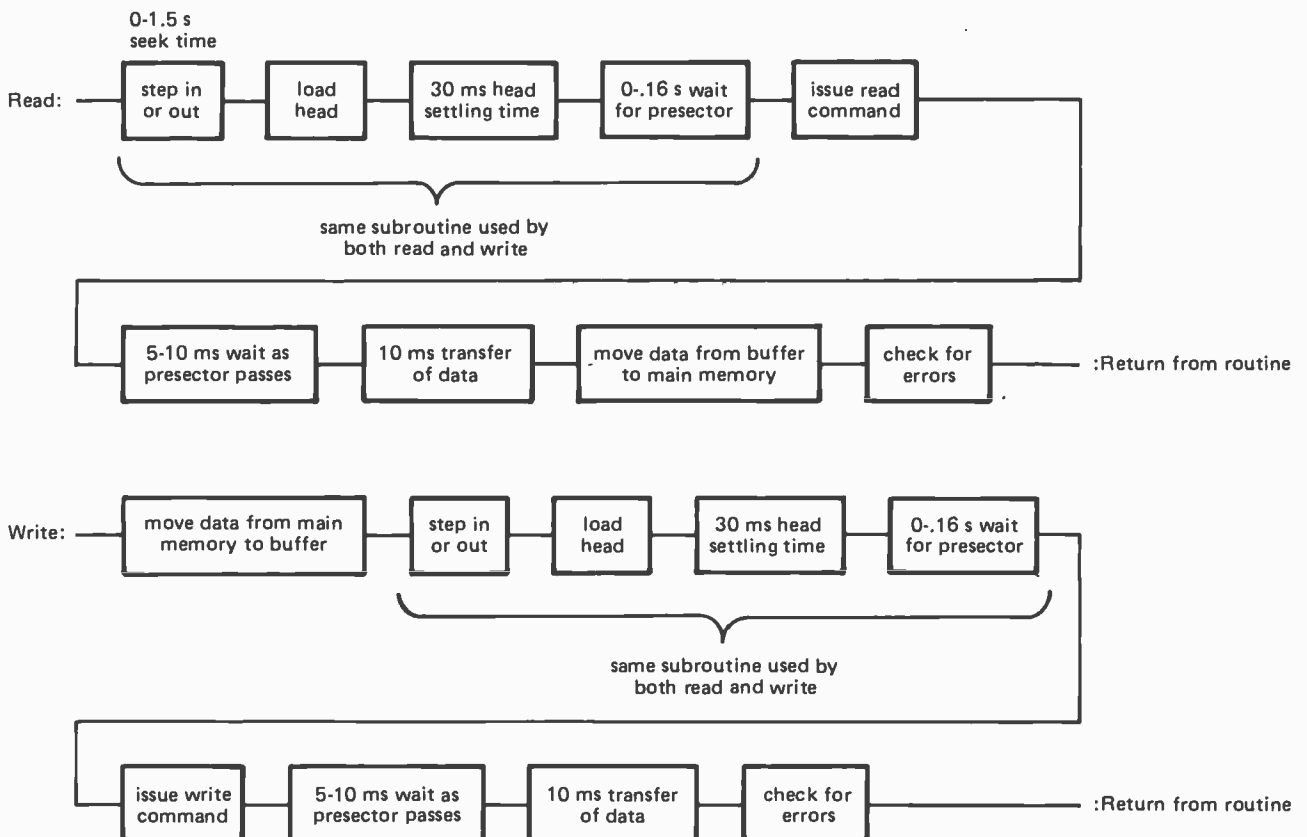 0-1.5 s
seek time
Read:
step in
or out
load
head
30 ms head
settling time
0-.16 s wait
for presector
issue read
command
same subroutine used by
both read and write
5-10 ms wait as
presector passes
10 ms transfer
of data
move data from buffer
to main memory
check for
errors
:Return from routine
Write:
move data from main
memory to buffer
step in
or out
load
head
30 ms head
settling time
0-.16 s wait
for presector
same subroutine used by
both read and write
issue write
command
5-10 ms wait as
presector passes
10 ms transfer
of data
check for
errors
:Return from routine